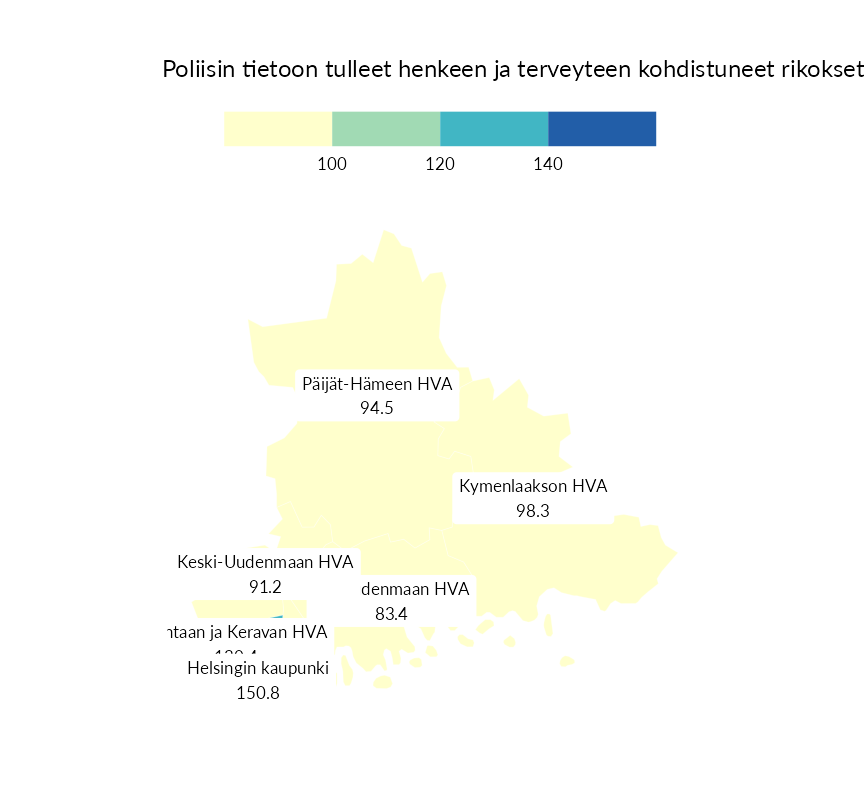 Poliisin tietoon tulleet henkeen ja terveyteen kohdistuneet rikokset
100 120 140
Päijät-Hämeen HVA
94.5
Kymenlaakson HVA
98.3
Keski-Uudenmaan HVA
91.2
denmaan HVA
83.4
ntaan ja Keravan HVA
Helsingin kaupunki
150.8